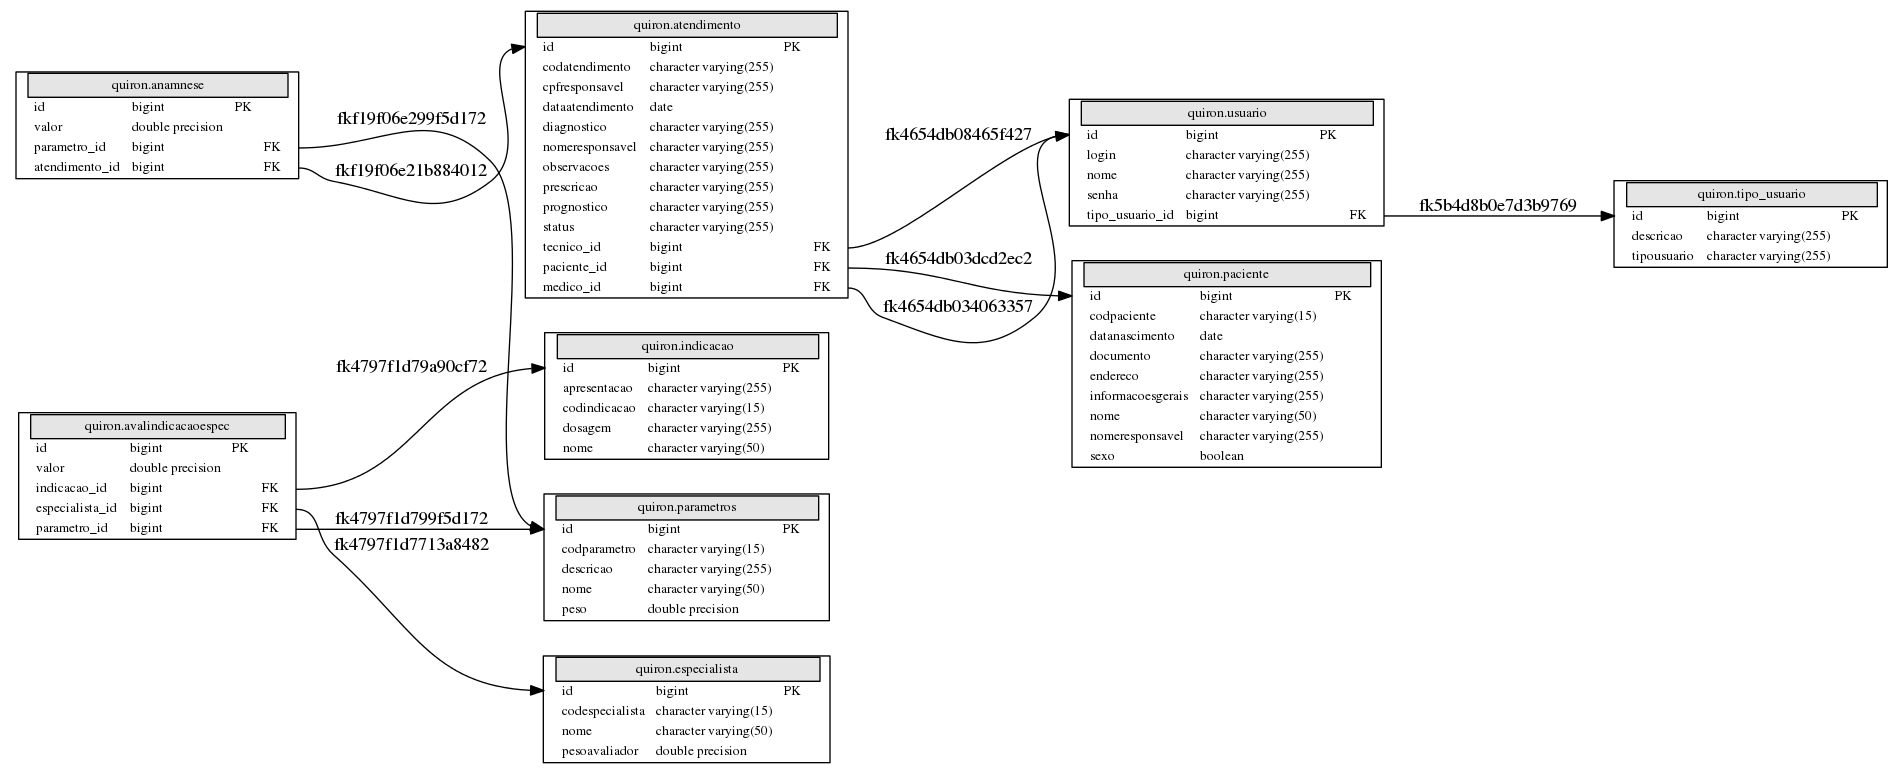 quiron.anamnese
id bigint PK
valor double precision
parametro_id bigint FK
atendimento_id bigint FK
fkf19f06e299f5d172
fkf19f06e21b884012
quiron.atendimento
id bigint PK
codatendimento character varying(255)
cpfresponsavel character varying(255)
dataatendimento date
diagnostico character varying(255)
nomeresponsavel character varying(255)
observacoes character varying(255)
prescricao character varying(255)
prognostico character varying(255)
status character varying(255)
tecnico_id bigint FK
paciente_id bigint FK
medico_id bigint FK
fk4654db08465f427
fk4654db03dcd2ec2
fk4654db034063357
quiron.usuario
id bigint PK
login character varying(255)
nome character varying(255)
senha character varying(255)
tipo_usuario_id bigint FK
fk5b4d8b0e7d3b9769
quiron.tipo_usuario
id bigint PK
descricao character varying(255)
tipousuario character varying(255)
quiron.paciente
id bigint PK
codpaciente character varying(15)
datanascimento date
documento character varying(255)
endereco character varying(255)
informacoesgerais character varying(255)
nome character varying(50)
nomeresponsavel character varying(255)
sexo boolean
quiron.avalindicacaoespec
id bigint PK
valor double precision
indicacao_id bigint FK
especialista_id bigint FK
parametro_id bigint FK
fk4797f1d79a90cf72
fk4797f1d799f5d172
fk4797f1d7713a8482
quiron.indicacao
id bigint PK
apresentacao character varying(255)
codindicacao character varying(15)
dosagem character varying(255)
nome character varying(50)
quiron.parametros
id bigint PK
codparametro character varying(15)
descricao character varying(255)
nome character varying(50)
peso double precision
quiron.especialista
id bigint PK
codespecialista character varying(15)
nome character varying(50)
pesoavaliador double precision